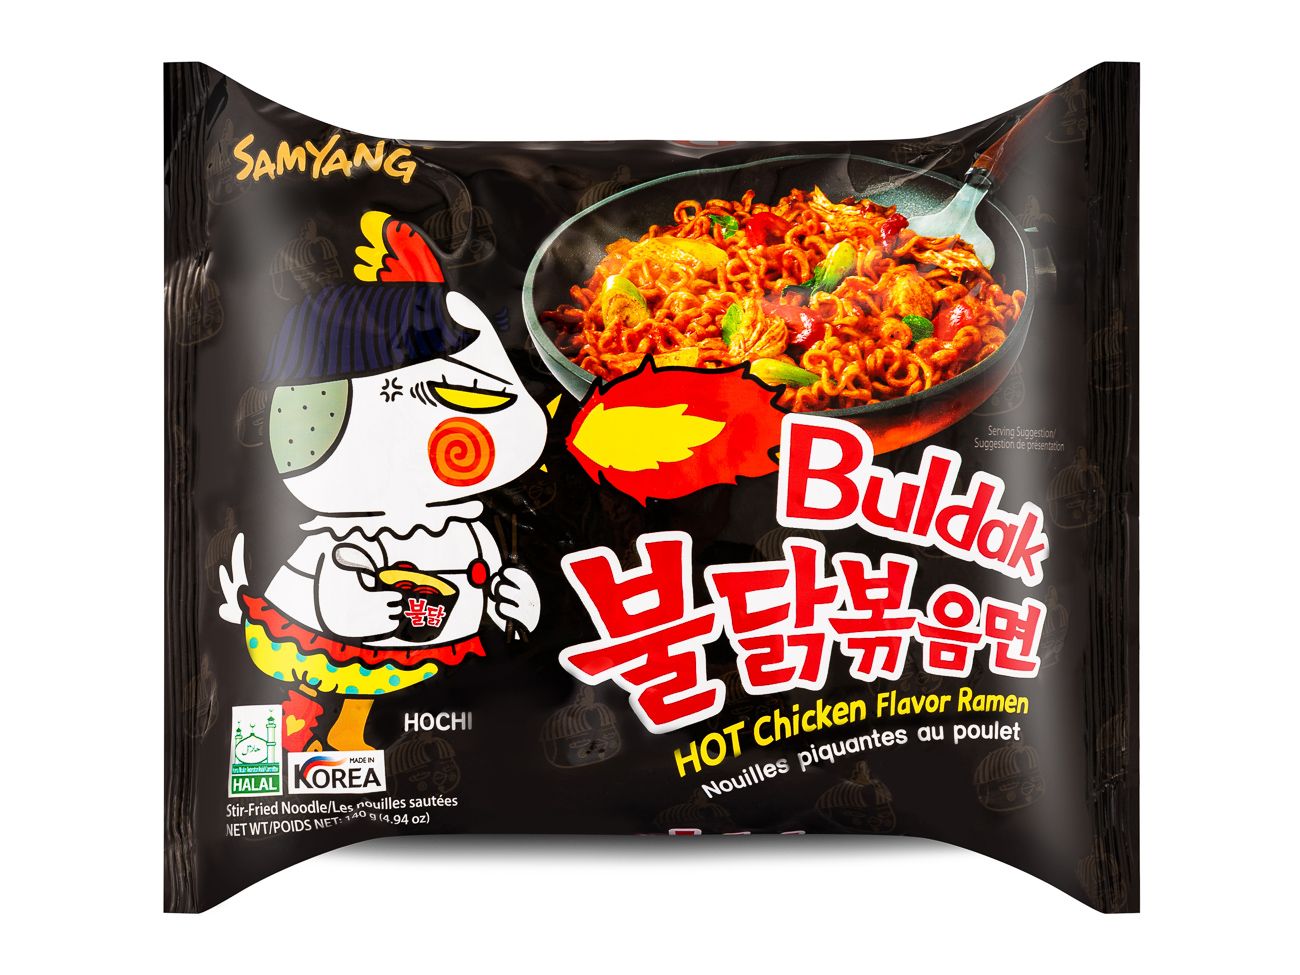 SAMYANG
Serving Suggestion/
Suggestion de présentation
Buldak
불닭볶음면
HOT Chicken Flavor Ramen
Nouilles piquantes au poulet
불닭
HOCHI
حلال
HALAL
MADE IN
KOREA
Stir-Fried Noodle/Les nouilles sautées
NET WT/POIDS NET: 140 g (4.94 oz)